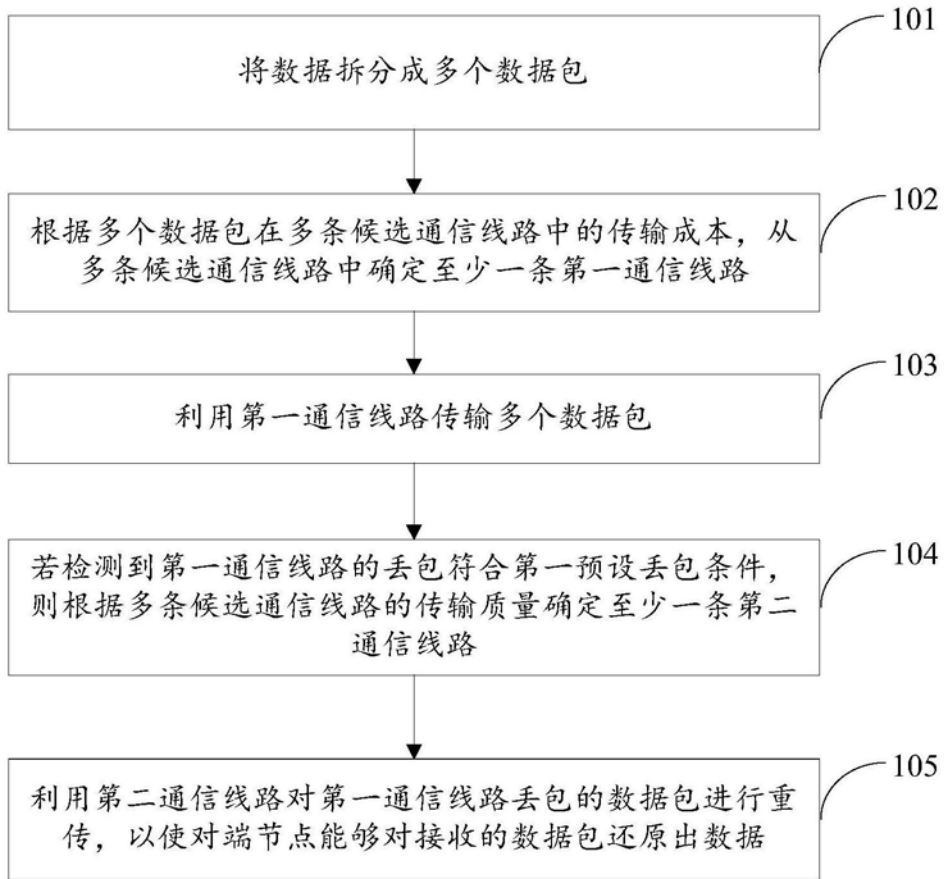 101
将数据拆分成多个数据包
102
根据多个数据包在多条候选通信线路中的传输成本，从
多条候选通信线路中确定至少一条第一通信线路
103
利用第一通信线路传输多个数据包
104
若检测到第一通信线路的丢包符合第一预设丢包条件，
则根据多条候选通信线路的传输质量确定至少一条第二
通信线路
105
利用第二通信线路对第一通信线路丢包的数据包进行重
传，以使对端节点能够对接收的数据包还原出数据